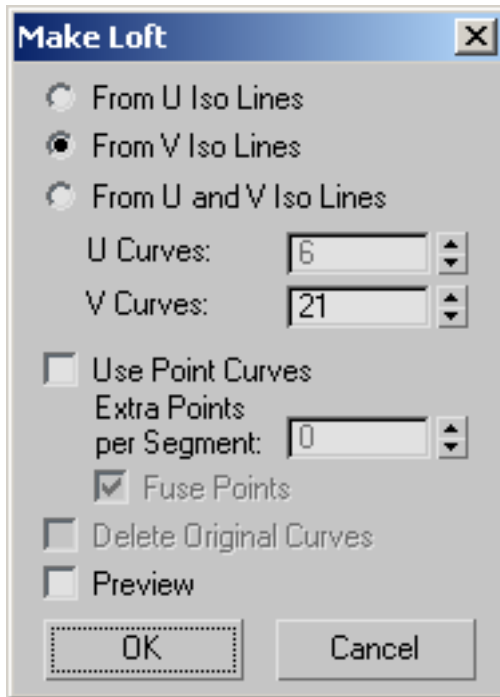 Make Loft
From U Iso Lines
From V Iso Lines
From U and V Iso Lines
U Curves: 6
V Curves: 21
Use Point Curves
Extra Points
per Segment: 0
Fuse Points
Delete Original Curves
Preview
OK Cancel